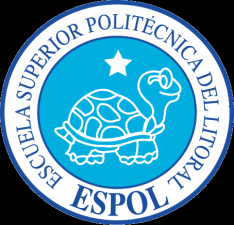 ESCUELA SUPERIOR POLITÉCNICA DEL LITORAL
ESPOL